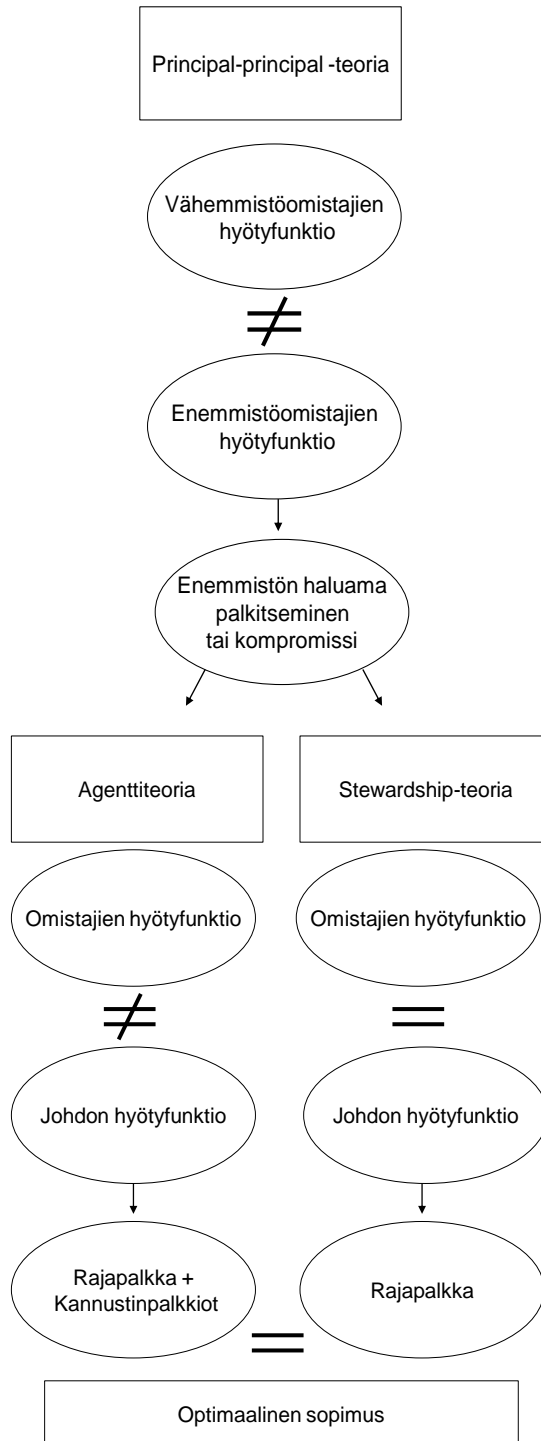 Principal-principal -teoria
Vähemmistöomistajien
hyötyfunktio
≠
Enemmistöomistajien
hyötyfunktio
Enemmistön haluama
palkitseminen
tai kompromissi
Agenttiteoria
Stewardship-teoria
Omistajien hyötyfunktio
Omistajien hyötyfunktio
≠
=
Johdon hyötyfunktio
Johdon hyötyfunktio
Rajapalkka +
Kannustinpalkkiot
Rajapalkka
=
Optimaalinen sopimus